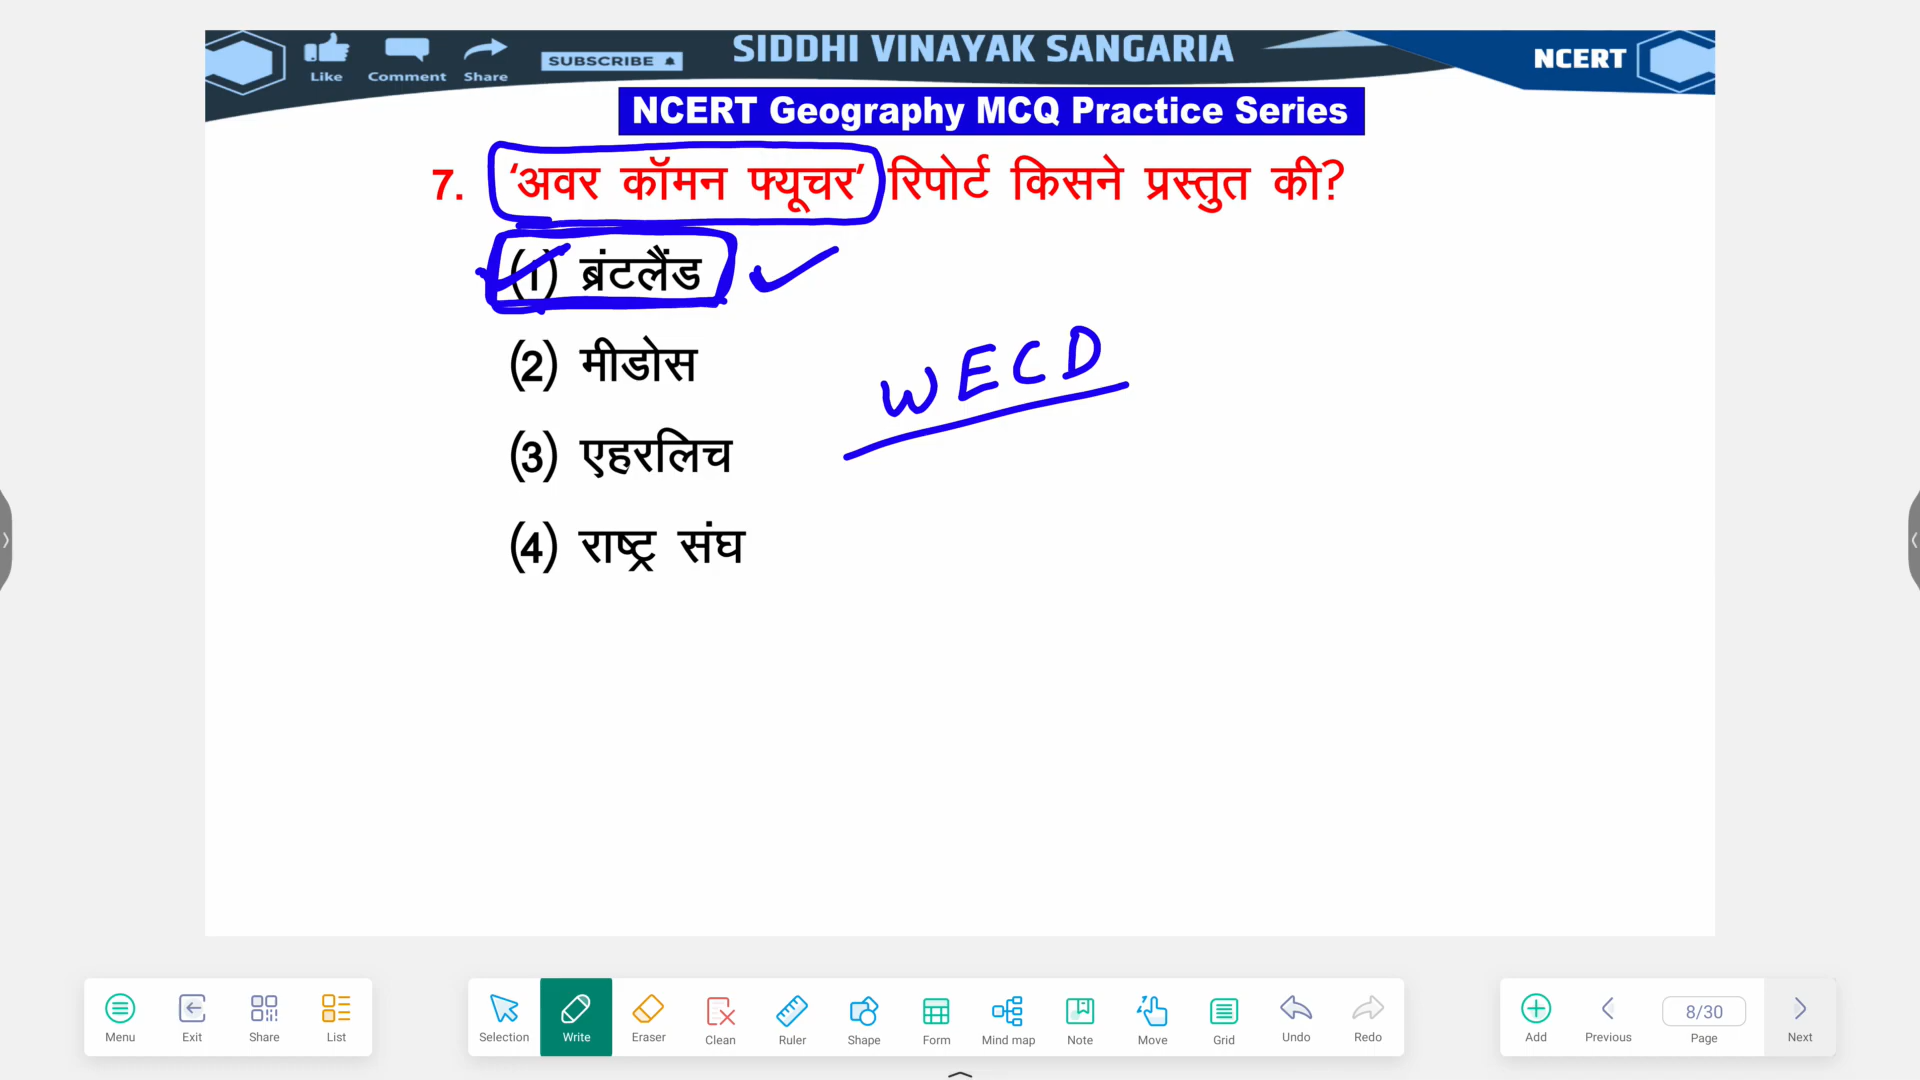 Like Comment Share SUBSCRIBE SIDDHI VINAYAK SANGARIA NCERT
NCERT Geography MCQ Practice Series
7. ‘अवर कॉमन फ्यूचर’ रिपोर्ट किसने प्रस्तुत की?
(1) ब्रंटलैंड
(2) मीडोस
WECD
(3) एहरलिच
(4) राष्ट्र संघ
Menu Exit Share List Selection Write Eraser Clean Ruler Shape Form Mind map Note Move Grid Undo Redo Add Previous 8/30 Page Next